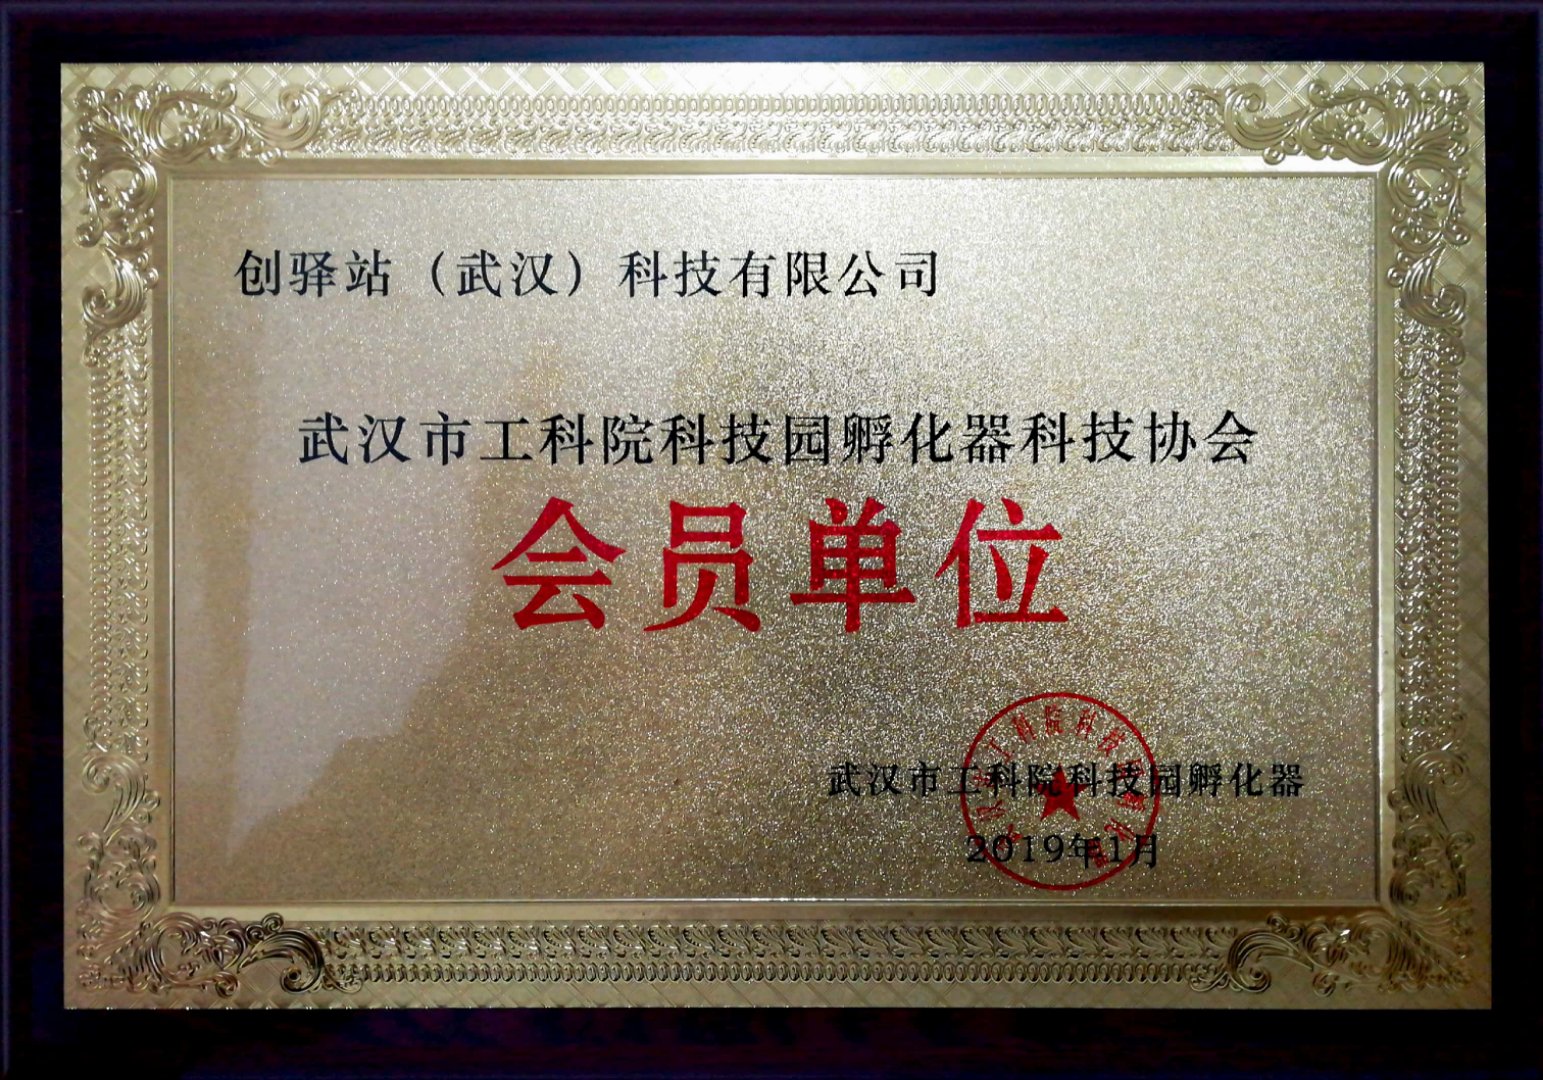 创驿站（武汉）科技有限公司
武汉市工科院科技园孵化器科技协会
会员单位
武汉市工科院科技园孵化器
2019年1月